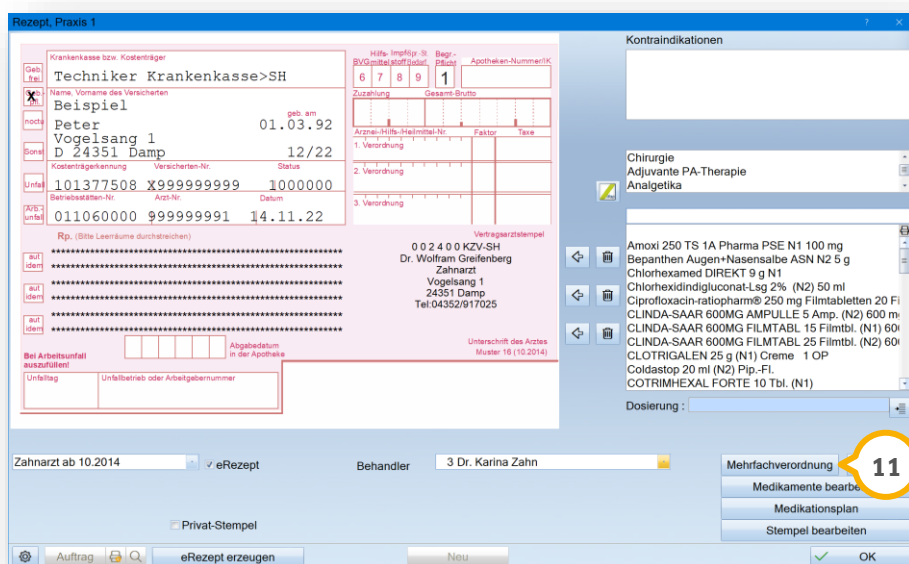 Rezept, Praxis 1
? ×
Krankenkasse bzw. Kostenträger
Geb. frei
Techniker Krankenkasse>SH
X
Name, Vorname des Versicherten
Beispiel
Peter
geb. am
01.03.92
noctu
Vogelsang 1
Sonst
D 24351 Damp 12/22
Kostenträgerkennung Versicherten-Nr. Status
Unfall
101377508 X999999999 1000000
Betriebsstätten-Nr. Arzt-Nr. Datum
Arb.-unfall
011060000 999999991 14.11.22
BVG Hilfs-mittel Impf-stoff Spr.-St. Bedarf Begr.-Pflicht Apotheken-Nummer/IK
6 7 8 9 1
Zuzahlung Gesamt-Brutto
Arznei-/Hilfs-/Heilmittel-Nr. Faktor Taxe
1. Verordnung
2. Verordnung
3. Verordnung
Rp. (Bitte Leerräume durchstreichen)
Vertragsarztstempel
aut idem
****************************************
****************************************
aut idem
****************************************
****************************************
aut idem
****************************************
****************************************
002400 KZV-SH
Dr. Wolfram Greifenberg
Zahnarzt
Vogelsang 1
24351 Damp
Tel:04352/917025
Abgabedatum
in der Apotheke
Unterschrift des Arztes
Muster 16 (10.2014)
Bei Arbeitsunfall
auszufüllen!
Unfalltag Unfallbetrieb oder Arbeitgebernummer
Kontraindikationen
Chirurgie
Adjuvante PA-Therapie
Analgetika
Amoxi 250 TS 1A Pharma PSE N1 100 mg
Bepanthen Augen+Nasensalbe ASN N2 5 g
Chlorhexamed DIREKT 9 g N1
Chlorhexidindigluconat-Lsg 2% (N2) 50 ml
Ciprofloxacin-ratiopharm® 250 mg Filmtabletten 20 Fi
CLINDA-SAAR 600MG AMPULLE 5 Amp. (N2) 600 m
CLINDA-SAAR 600MG FILMTABL 15 Filmtbl. (N1) 60
CLINDA-SAAR 600MG FILMTABL 25 Filmtbl. (N2) 60
CLOTRIGALEN 25 g (N1) Creme 1 OP
Coldastop 20 ml (N2) Pip.-Fl.
COTRIMHEXAL FORTE 10 Tbl. (N1)
Dosierung :
Zahnarzt ab 10.2014
eRezept
Behandler
3 Dr. Karina Zahn
Mehrfachverordnung
11
Medikamente bearbe
Medikationsplan
Privat-Stempel
Stempel bearbeiten
Auftrag
eRezept erzeugen
Neu
OK